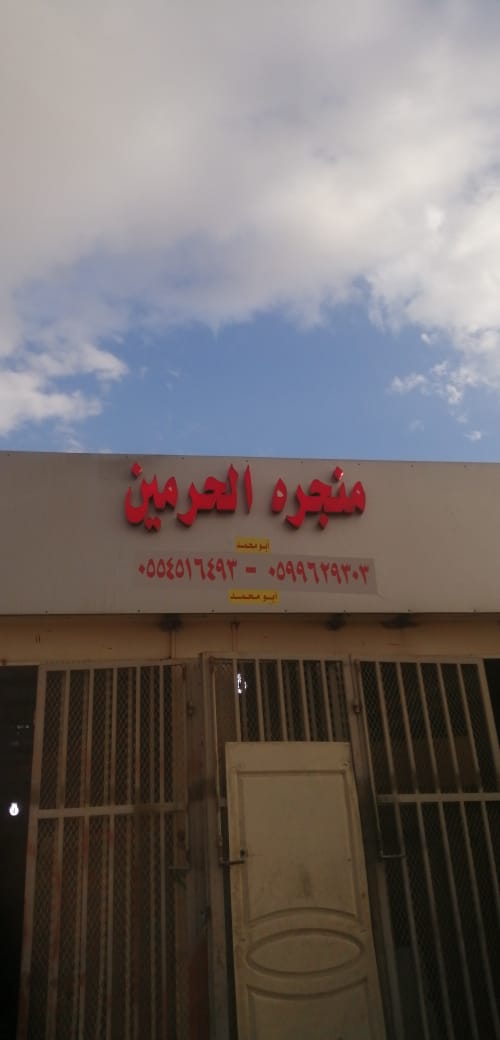 منجره الحرمين
ابو محمد
٠٥٥٤٥١٦٤٩٣ - ٠٥٩٩٦٢٩٣٠٣
ابو محمد